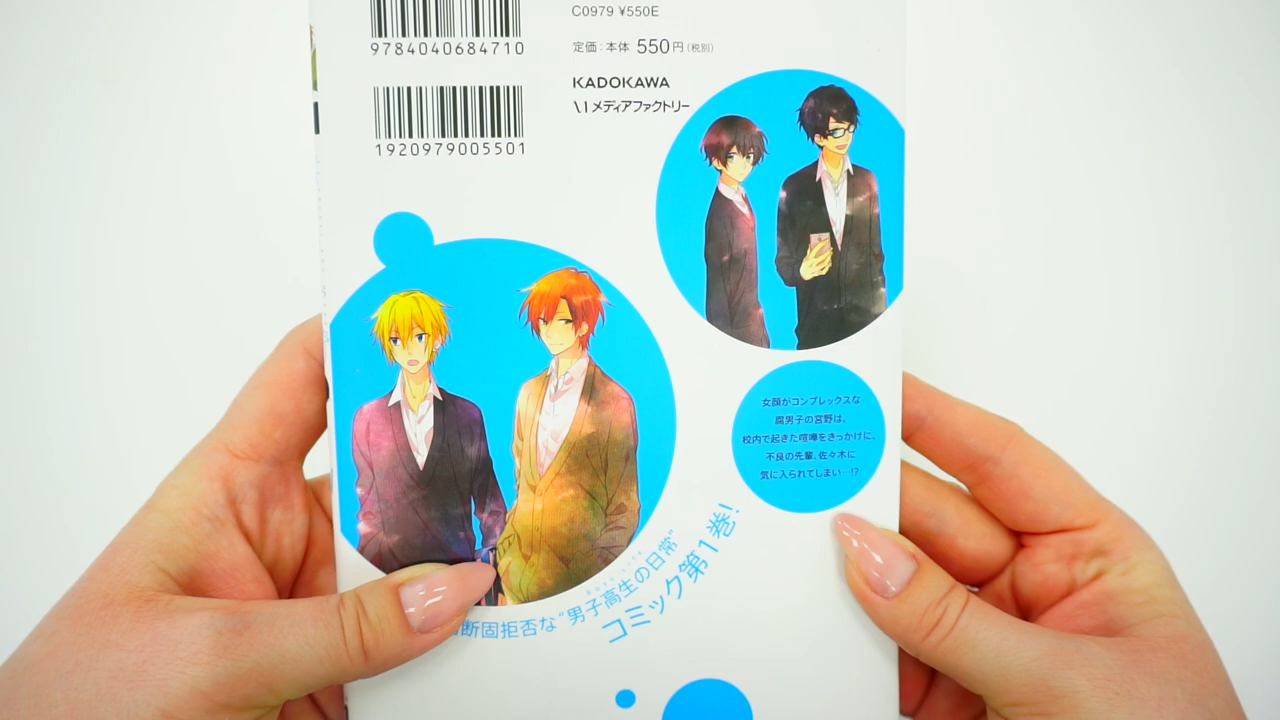 9784040684710
C0979 ¥550E
定価:本体 550円(税別)
KADOKAWA
メディアファクトリー
1920979005501
女顔がコンプレックスな
腐男子の宮野は、
校内で起きた喧嘩をきっかけに、
不良の先輩、佐々木に
気に入られてしまい…!?
断固拒否な“男子高生の日常”
コミック第1巻!